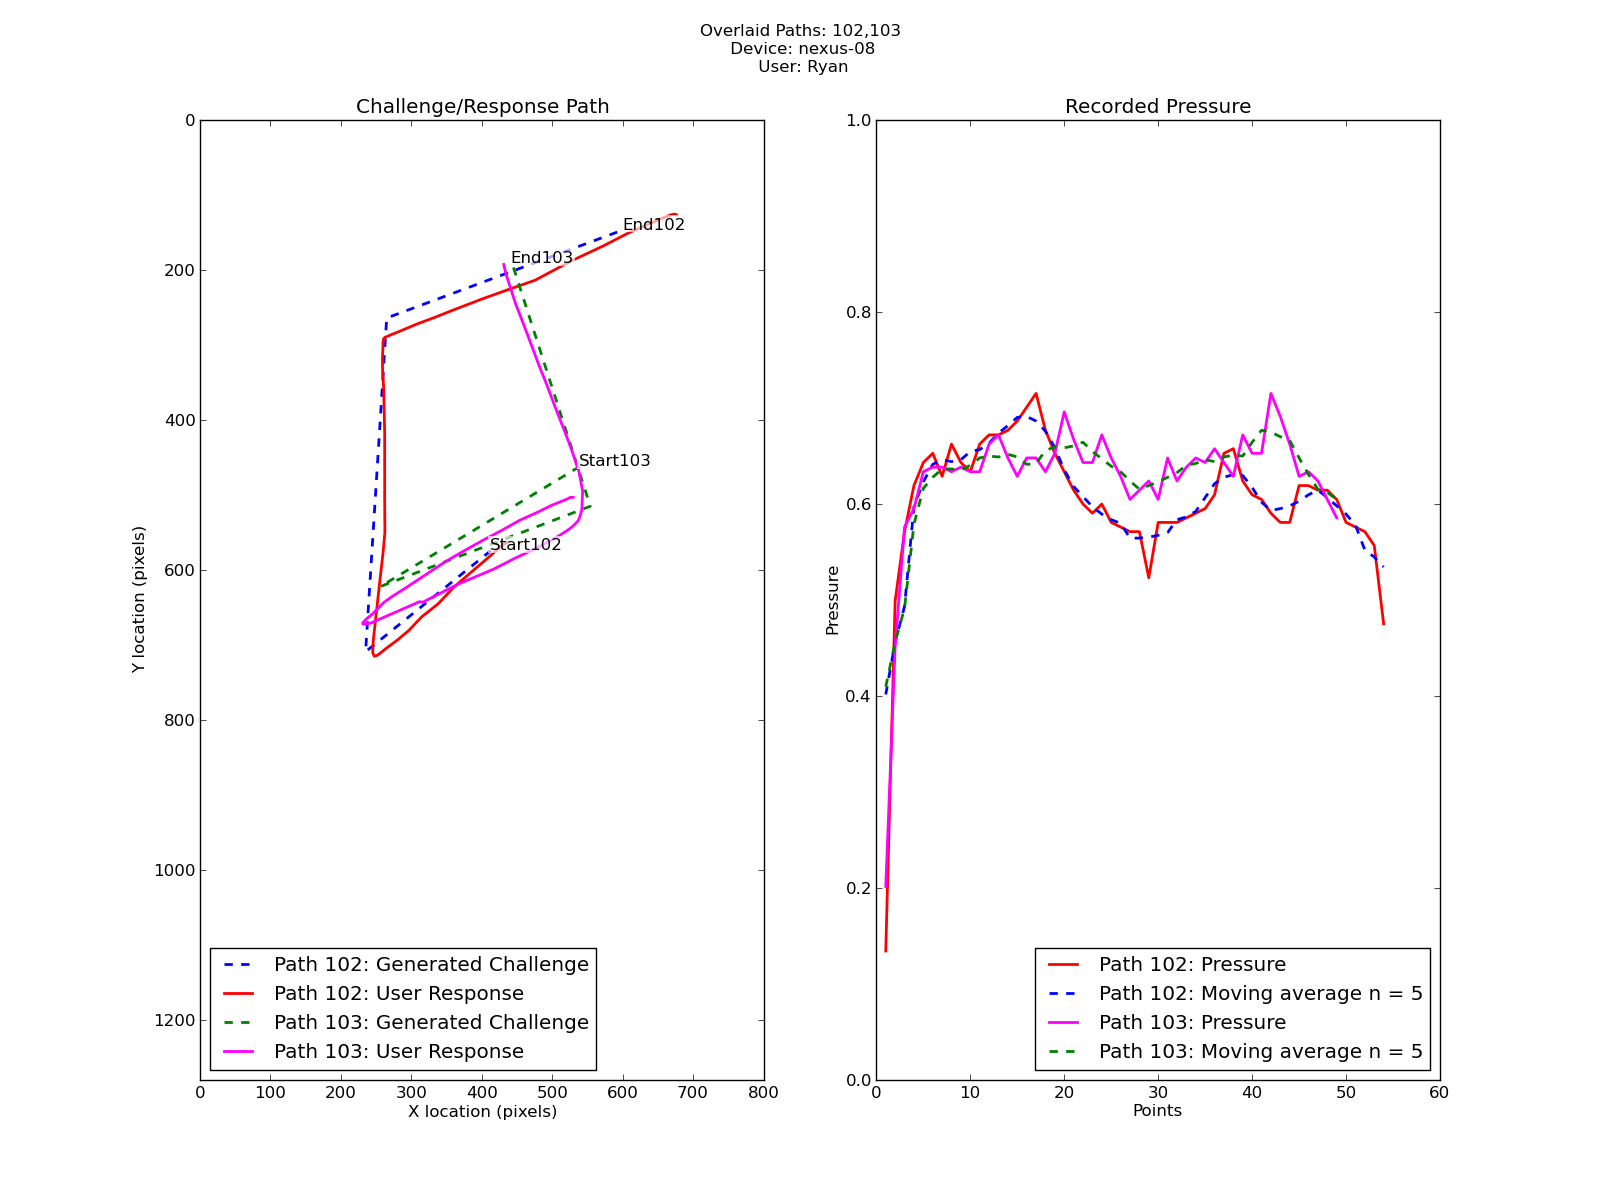 Overlaid Paths: 102,103
Device: nexus-08
User: Ryan
Challenge/Response Path
0
200
400
600
800
1000
1200
Y location (pixels)
End102
End103
Start103
Start102
Path 102: Generated Challenge
Path 102: User Response
Path 103: Generated Challenge
Path 103: User Response
0 100 200 300 400 500 600 700 800
X location (pixels)
Recorded Pressure
1.0
0.8
0.6
0.4
0.2
0.0
Pressure
Path 102: Pressure
Path 102: Moving average n = 5
Path 103: Pressure
Path 103: Moving average n = 5
0 10 20 30 40 50 60
Points